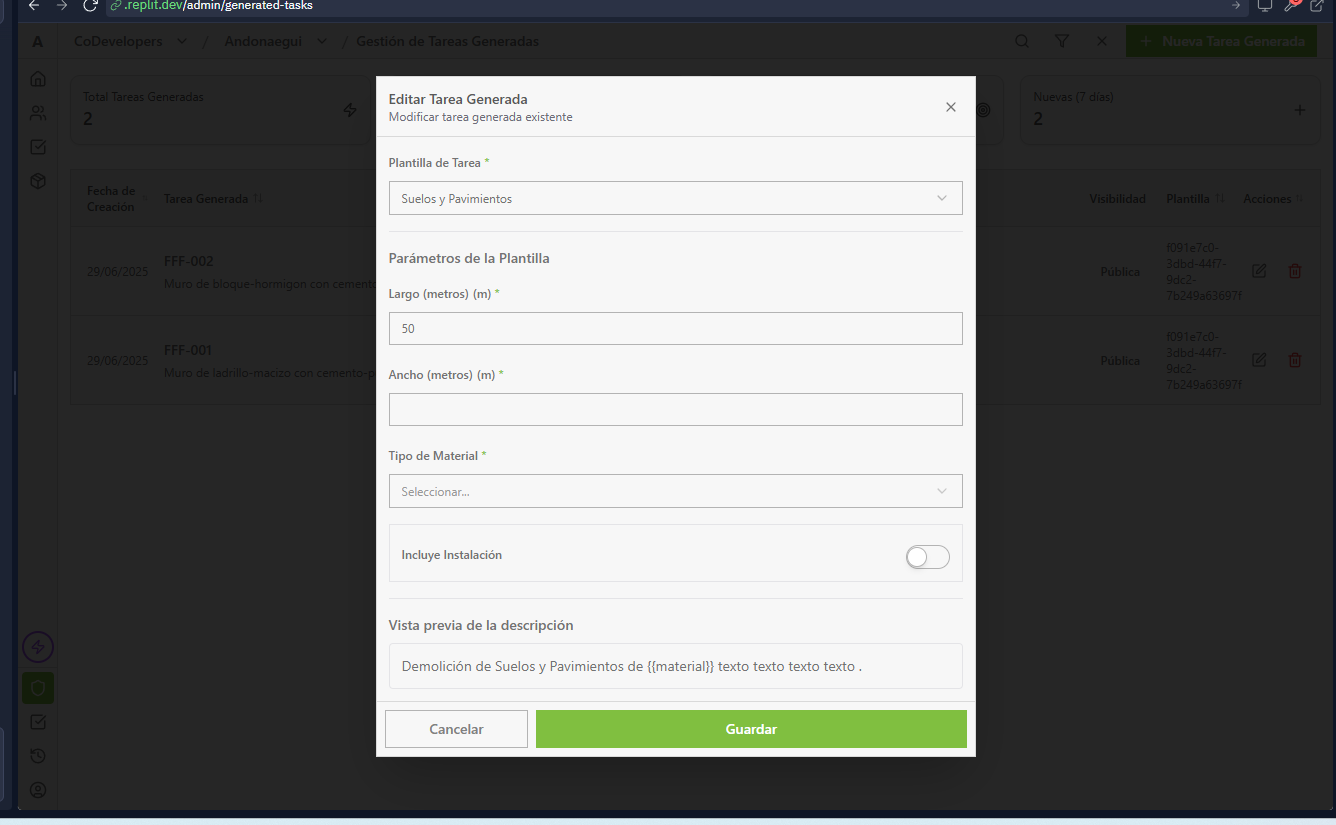 .replit.dev/admin/generated-tasks
A CoDevelopers / Andonaegui / Gestión de Tareas Generadas + Nueva Tarea Generada
Total Tareas Generadas
2
Nuevas (7 días)
2
Fecha de Creación Tarea Generada Visibilidad Plantilla Acciones
29/06/2025 FFF-002
Muro de bloque-hormigon con cemento
Pública
f091e7c0-
3dbd-44f7-
9dc2-
7b249a63697f
29/06/2025 FFF-001
Muro de ladrillo-macizo con cemento-p
Pública
f091e7c0-
3dbd-44f7-
9dc2-
7b249a63697f
Editar Tarea Generada
Modificar tarea generada existente
Plantilla de Tarea *
Suelos y Pavimientos
Parámetros de la Plantilla
Largo (metros) (m) *
50
Ancho (metros) (m) *
Tipo de Material *
Seleccionar...
Incluye Instalación
Vista previa de la descripción
Demolición de Suelos y Pavimientos de {{material}} texto texto texto texto .
Cancelar
Guardar